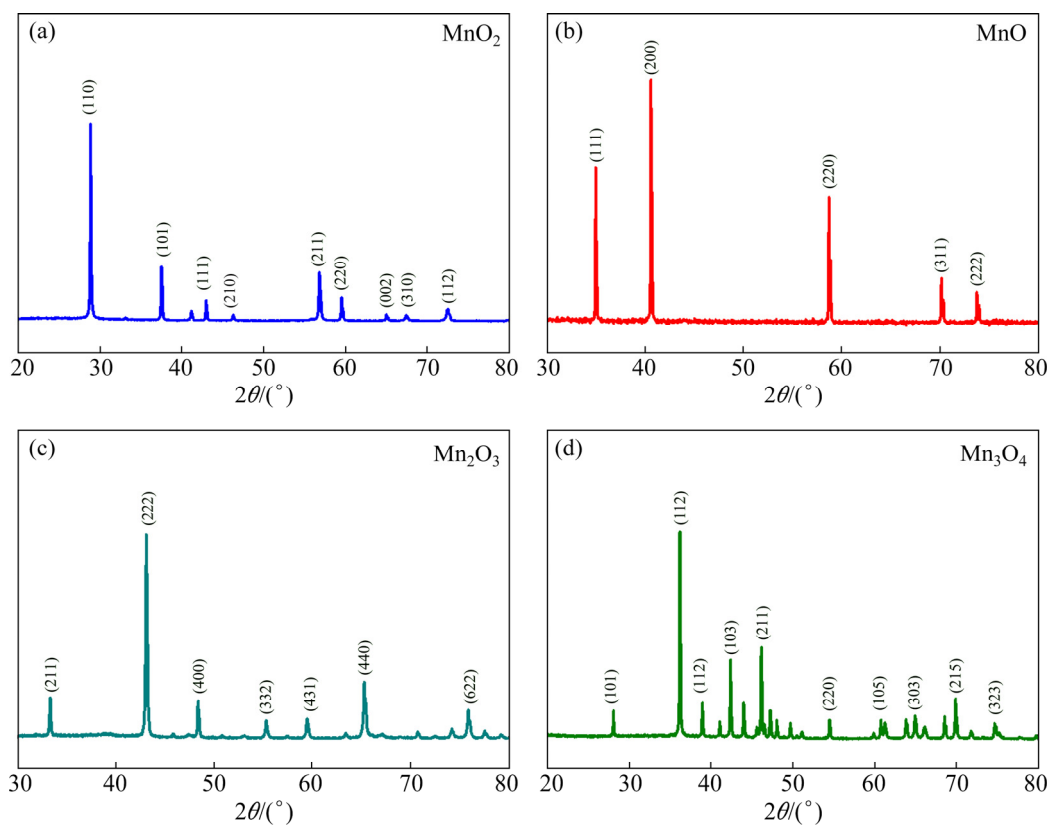 (a)
MnO₂
(110)
(101)
(111)
(210)
(211)
(220)
(002)
(310)
(112)
20 30 40 50 60 70 80
2θ/(°)
(b)
MnO
(111)
(200)
(220)
(311)
(222)
30 40 50 60 70 80
2θ/(°)
(c)
Mn₂O₃
(211)
(222)
(400)
(332)
(431)
(440)
(622)
30 40 50 60 70 80
2θ/(°)
(d)
Mn₃O₄
(101)
(112)
(112)
(103)
(211)
(220)
(105)
(303)
(215)
(323)
20 30 40 50 60 70 80
2θ/(°)